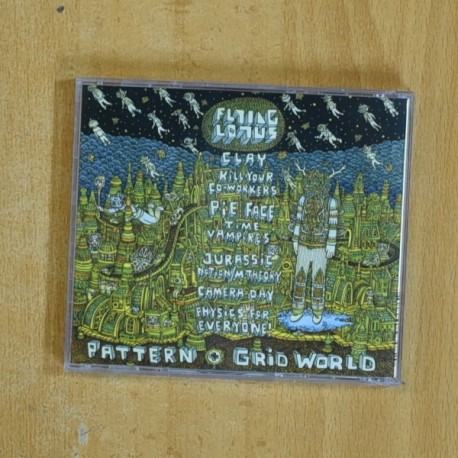 FLYING
LOTUS
CLAY
KILL YOUR
CO-WORKERS
PIE FACE
TIME
VAMPIRES
JURASSIC
NOTION/M THEORY
CAMERA DAY
PHYSICS FOR
EVERYONE!
PATTERN + GRID WORLD